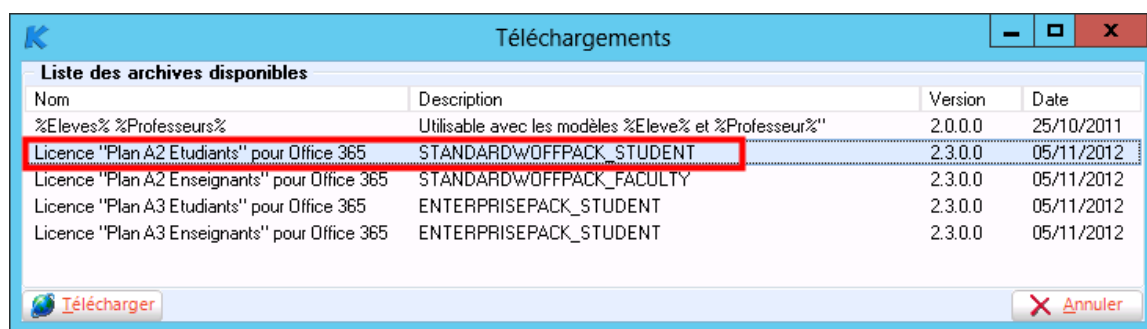 Téléchargements
Liste des archives disponibles
Nom Description Version Date
%Eleves% %Professeurs% Utilisable avec les modèles %Eleve% et %Professeur%" 2.0.0.0 25/10/2011
Licence "Plan A2 Etudiants" pour Office 365 STANDARDWOFFPACK_STUDENT 2.3.0.0 05/11/2012
Licence "Plan A2 Enseignants" pour Office 365 STANDARDWOFFPACK_FACULTY 2.3.0.0 05/11/2012
Licence "Plan A3 Etudiants" pour Office 365 ENTERPRISEPACK_STUDENT 2.3.0.0 05/11/2012
Licence "Plan A3 Enseignants" pour Office 365 ENTERPRISEPACK_STUDENT 2.3.0.0 05/11/2012
Télécharger Annuler